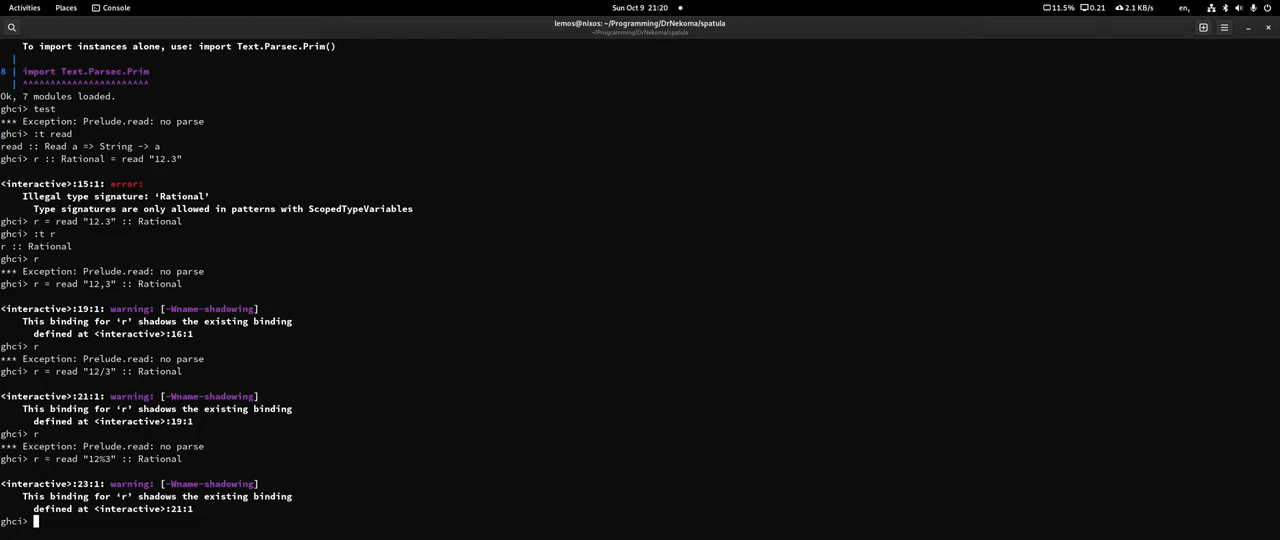 Activities Places Console Sun Oct 9 21:20 11.5% 0.21 2.1 KB/s en₁
lemos@nixos: ~/Programming/DrNekoma/spatula
~/Programming/DrNekoma/spatula
To import instances alone, use: import Text.Parsec.Prim()
|
8 | import Text.Parsec.Prim
| ^^^^^^^^^^^^^^^^^^^^^^^
Ok, 7 modules loaded.
ghci> test
*** Exception: Prelude.read: no parse
ghci> :t read
read :: Read a => String -> a
ghci> r :: Rational = read "12.3"
<interactive>:15:1: error:
Illegal type signature: ‘Rational’
Type signatures are only allowed in patterns with ScopedTypeVariables
ghci> r = read "12.3" :: Rational
ghci> :t r
r :: Rational
ghci> r
*** Exception: Prelude.read: no parse
ghci> r = read "12,3" :: Rational
<interactive>:19:1: warning: [-Wname-shadowing]
This binding for ‘r’ shadows the existing binding
defined at <interactive>:16:1
ghci> r
*** Exception: Prelude.read: no parse
ghci> r = read "12/3" :: Rational
<interactive>:21:1: warning: [-Wname-shadowing]
This binding for ‘r’ shadows the existing binding
defined at <interactive>:19:1
ghci> r
*** Exception: Prelude.read: no parse
ghci> r = read "12%3" :: Rational
<interactive>:23:1: warning: [-Wname-shadowing]
This binding for ‘r’ shadows the existing binding
defined at <interactive>:21:1
ghci>